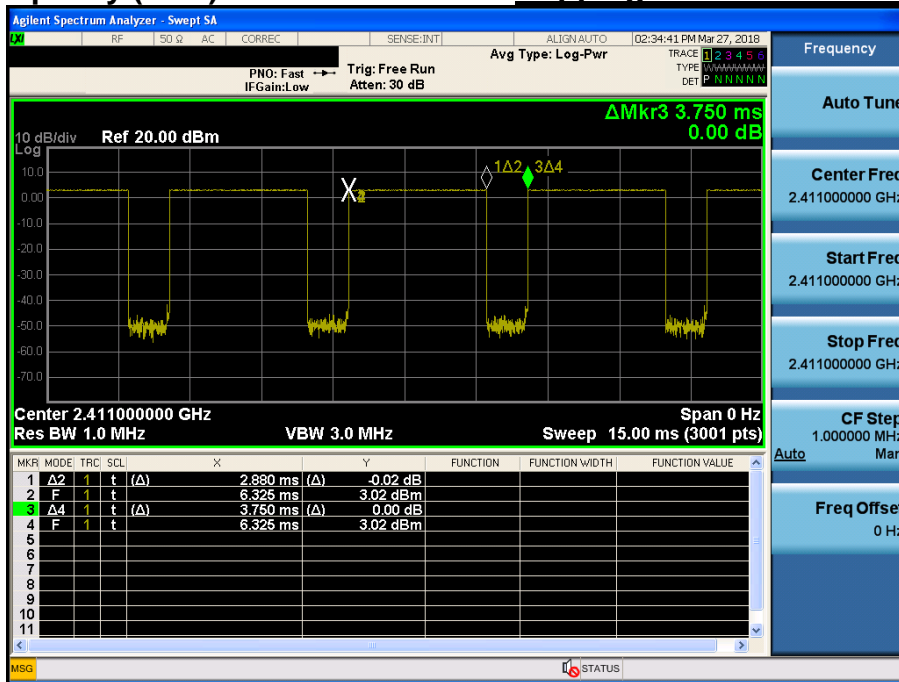 Agilent Spectrum Analyzer - Swept SA
LXI RF 50 Ω AC CORREC SENSE:INT ALIGNAUTO 02:34:41 PM Mar 27, 2018
Avg Type: Log-Pwr TRACE 1 2 3 4 5 6
PNO: Fast Trig: Free Run TYPE
IFGain:Low Atten: 30 dB DET P N N N N N
ΔMkr3 3.750 ms
0.00 dB
10 dB/div Ref 20.00 dBm
Log
10.0
0.00
-10.0
-20.0
-30.0
-40.0
-50.0
-60.0
-70.0
1Δ2 3Δ4
X
Center 2.411000000 GHz Span 0 Hz
Res BW 1.0 MHz VBW 3.0 MHz Sweep 15.00 ms (3001 pts)
MKR MODE TRC SCL X Y FUNCTION FUNCTION WIDTH FUNCTION VALUE
1 Δ2 1 t (Δ) 2.880 ms (Δ) -0.02 dB
2 F 1 t 6.325 ms 3.02 dBm
3 Δ4 1 t (Δ) 3.750 ms (Δ) 0.00 dB
4 F 1 t 6.325 ms 3.02 dBm
5
6
7
8
9
10
11
MSG STATUS
Frequency
Auto Tune
Center Freq
2.411000000 GHz
Start Freq
2.411000000 GHz
Stop Freq
2.411000000 GHz
CF Step
1.000000 MHz
Auto Man
Freq Offset
0 Hz